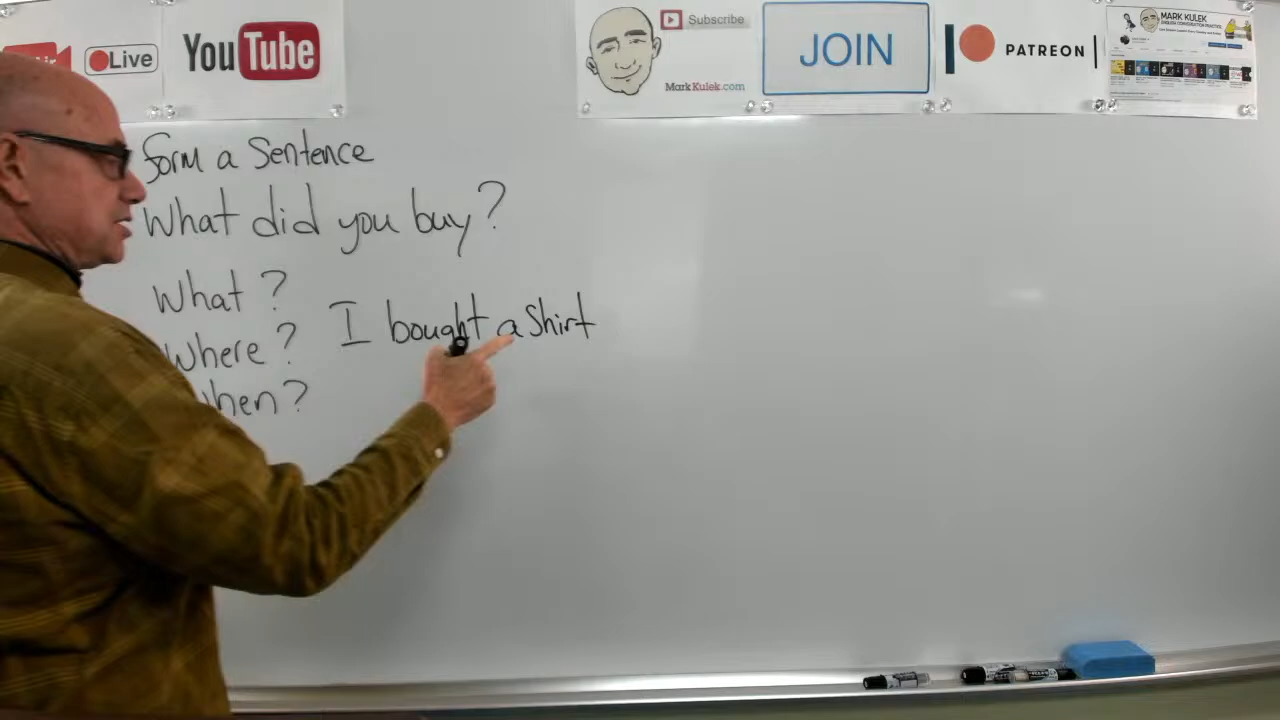 Live
YouTube
Subscribe
MarkKulek.com
JOIN
PATREON
MARK KULEK
Form a Sentence
What did you buy?
What?
Where?
When?
I bought a Shirt